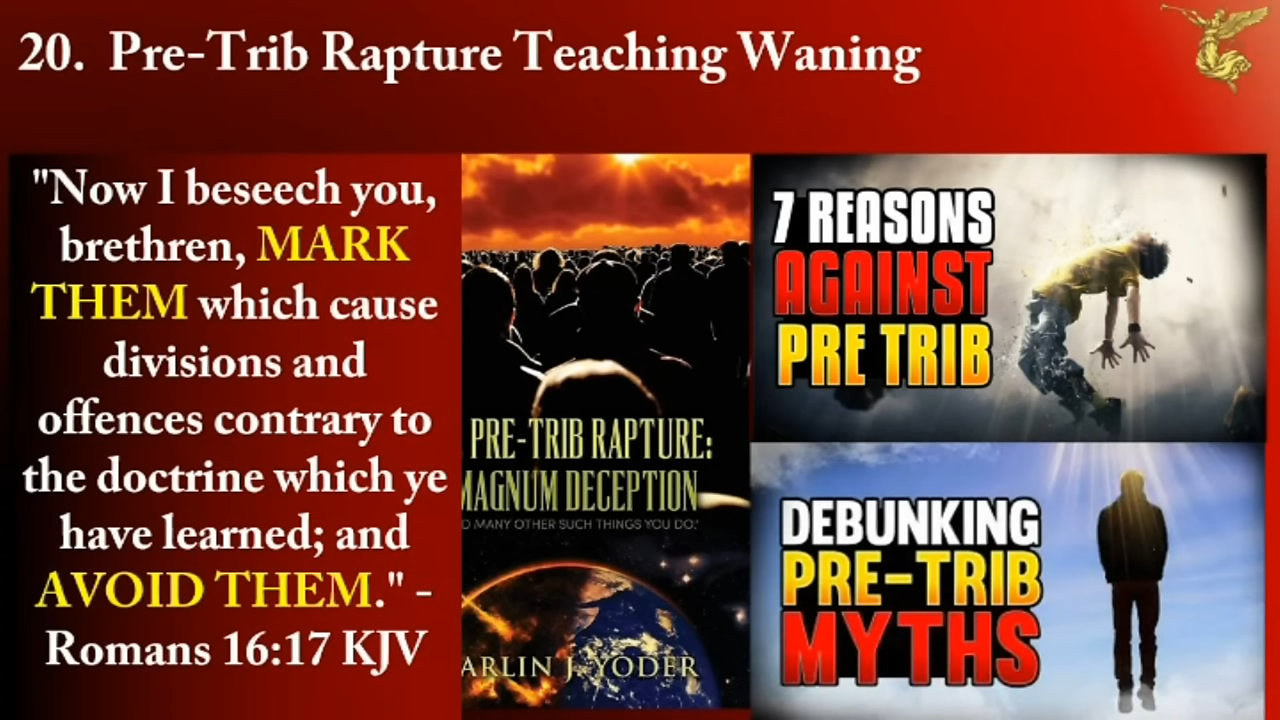 20. Pre-Trib Rapture Teaching Waning
"Now I beseech you,
brethren, MARK
THEM which cause
divisions and
offences contrary to
the doctrine which ye
have learned; and
AVOID THEM." -
Romans 16:17 KJV
PRE-TRIB RAPTURE:
MAGNUM DECEPTION
MANY OTHER SUCH THINGS YOU DO."
ARLIN J. YODER
7 REASONS
AGAINST
PRE TRIB
DEBUNKING
PRE-TRIB
MYTHS